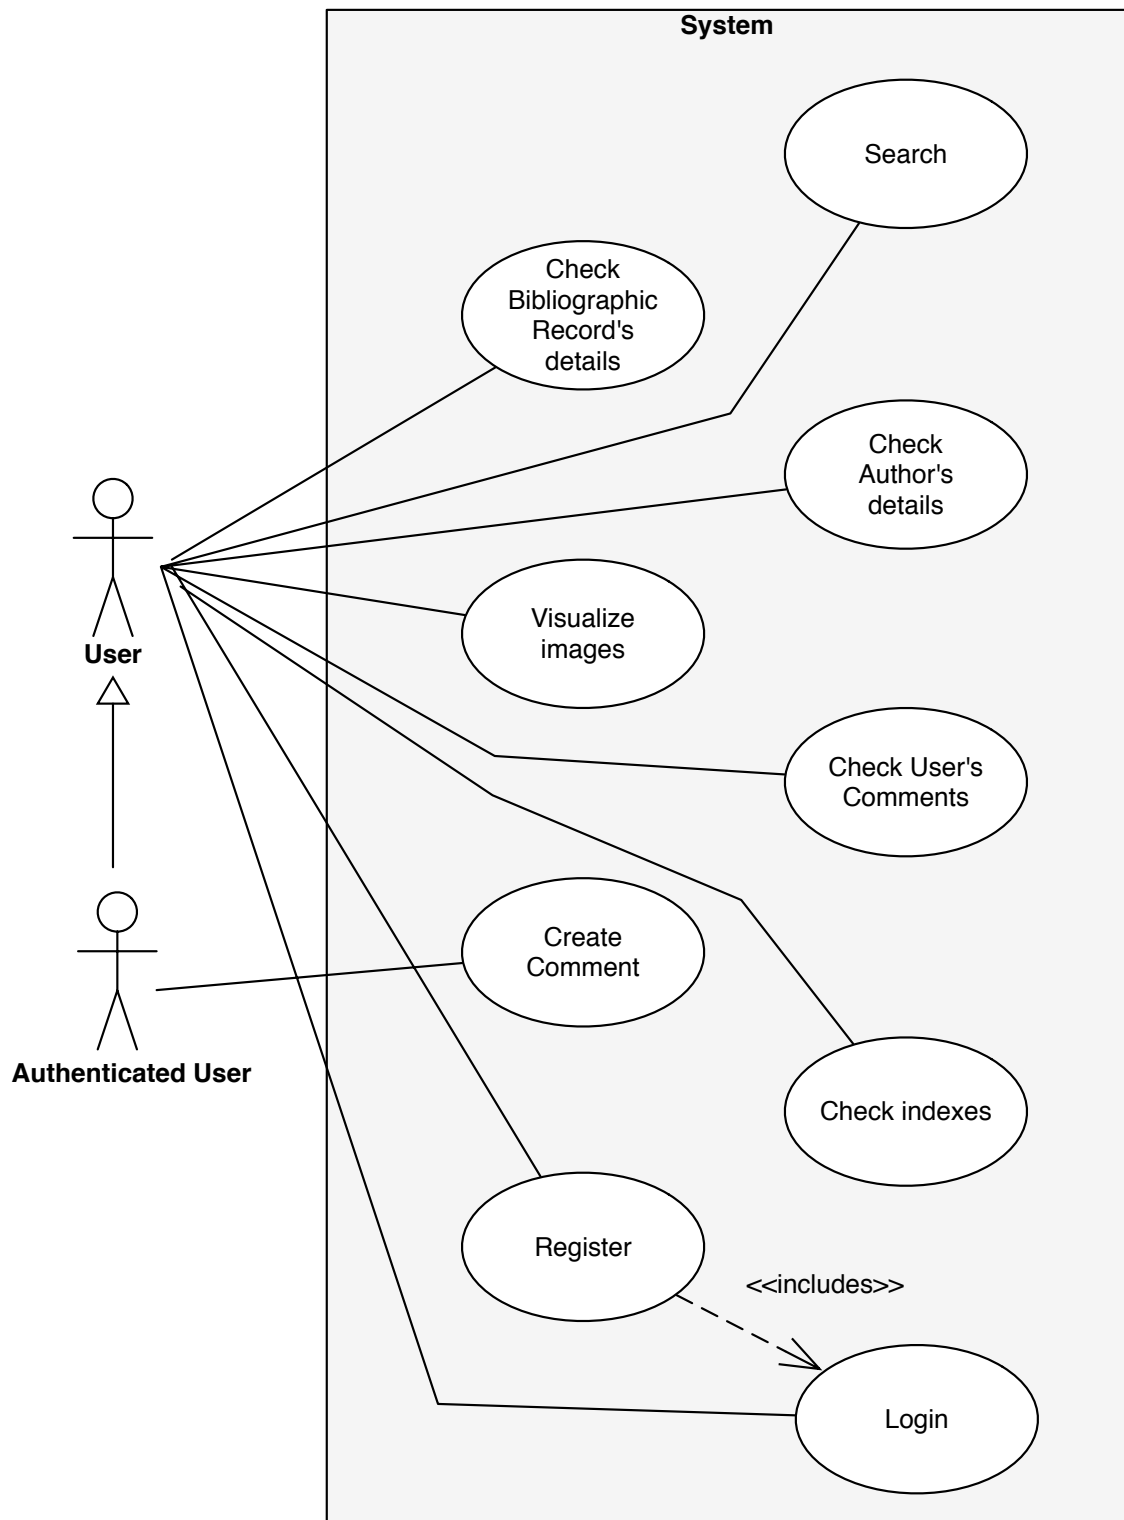 System
Search
Check
Bibliographic
Record's
details
Check
Author's
details
User
Visualize
images
Check User's
Comments
Create
Comment
Authenticated User
Check indexes
Register
<<includes>>
Login